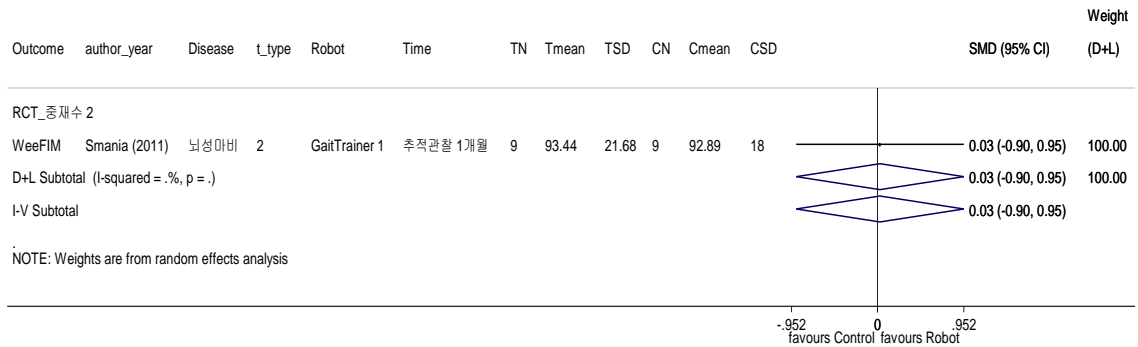 Weight
Outcome author_year Disease t_type Robot Time TN Tmean TSD CN Cmean CSD SMD (95% CI) (D+L)
RCT_중재수 2
WeeFIM Smania (2011) 뇌성마비 2 GaitTrainer 1 추적관찰 1개월 9 93.44 21.68 9 92.89 18 0.03 (-0.90, 0.95) 100.00
D+L Subtotal (I-squared = .%, p = .) 0.03 (-0.90, 0.95) 100.00
I-V Subtotal 0.03 (-0.90, 0.95)
.
NOTE: Weights are from random effects analysis
-.952 0 .952
favours Control favours Robot